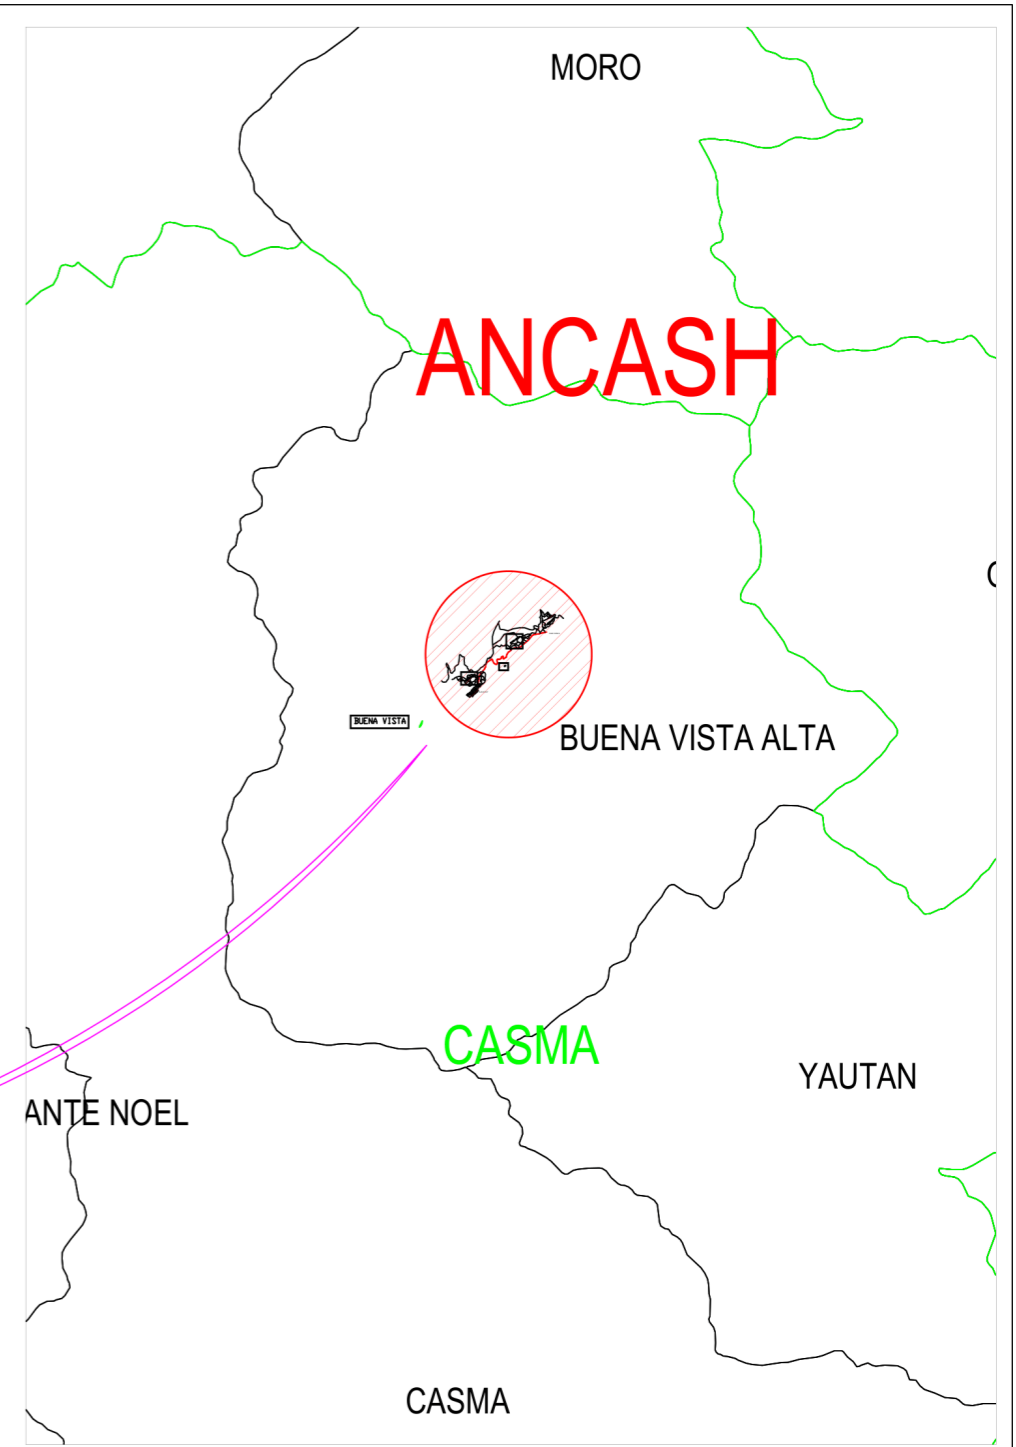 MORO
ANCASH
BUENA VISTA
BUENA VISTA ALTA
CASMA
YAUTAN
ANTE NOEL
CASMA